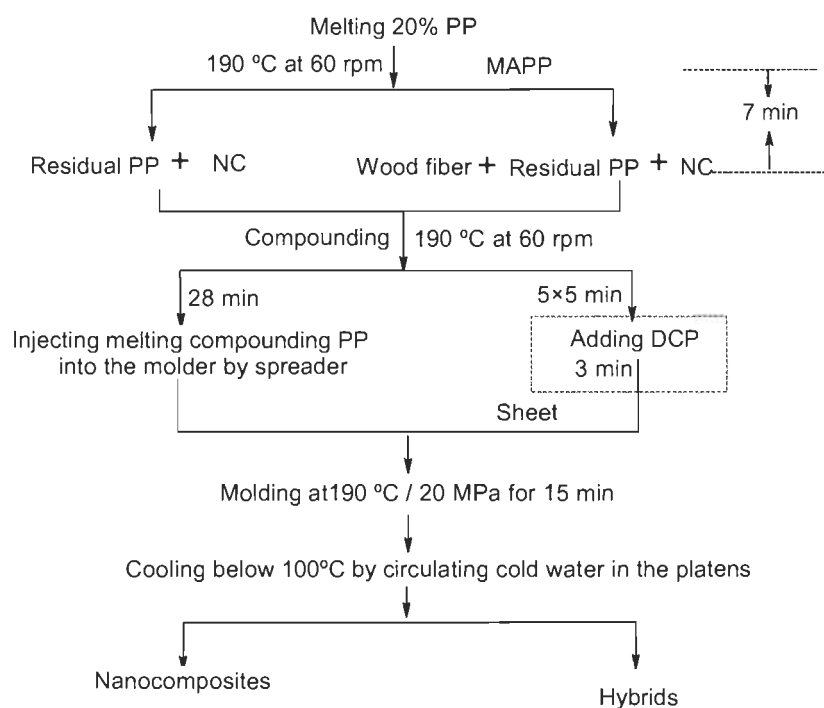 Melting 20% PP
190 ºC at 60 rpm MAPP
7 min
Residual PP + NC Wood fiber + Residual PP + NC
Compounding 190 ºC at 60 rpm
28 min 5×5 min
Injecting melting compounding PP
into the molder by spreader
Adding DCP
3 min
Sheet
Molding at190 ºC / 20 MPa for 15 min
Cooling below 100ºC by circulating cold water in the platens
Nanocomposites
Hybrids